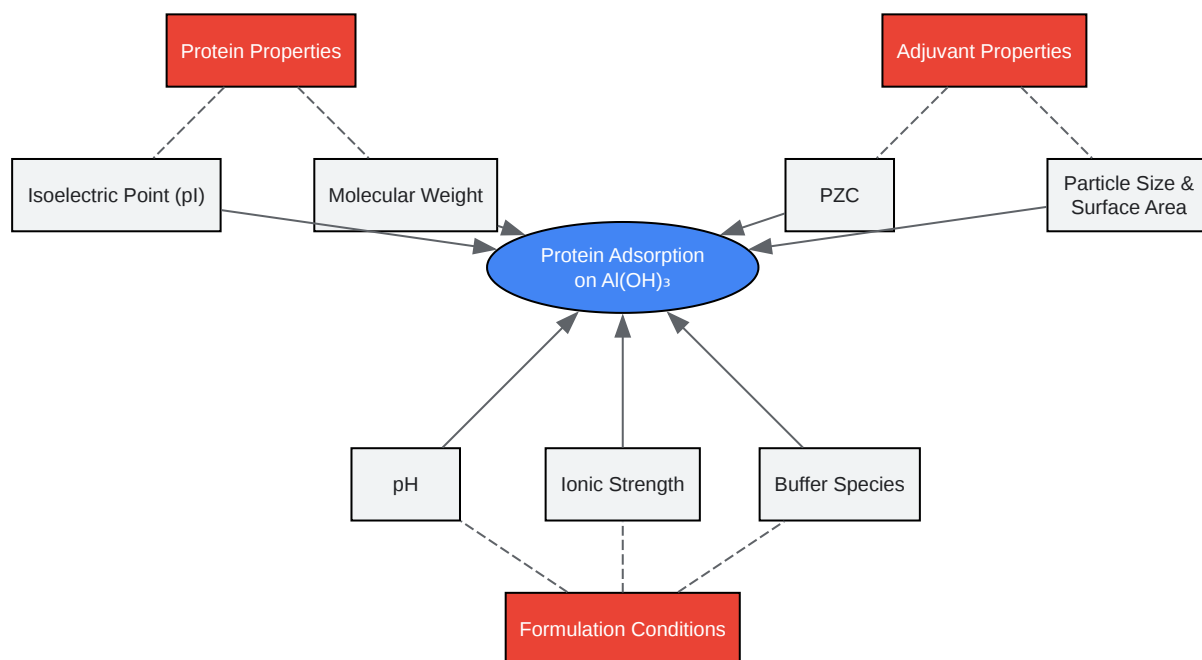 Protein Properties
Adjuvant Properties
Isoelectric Point (pI)
Molecular Weight
PZC
Particle Size &
Surface Area
Protein Adsorption
on Al(OH)₃
pH
Ionic Strength
Buffer Species
Formulation Conditions